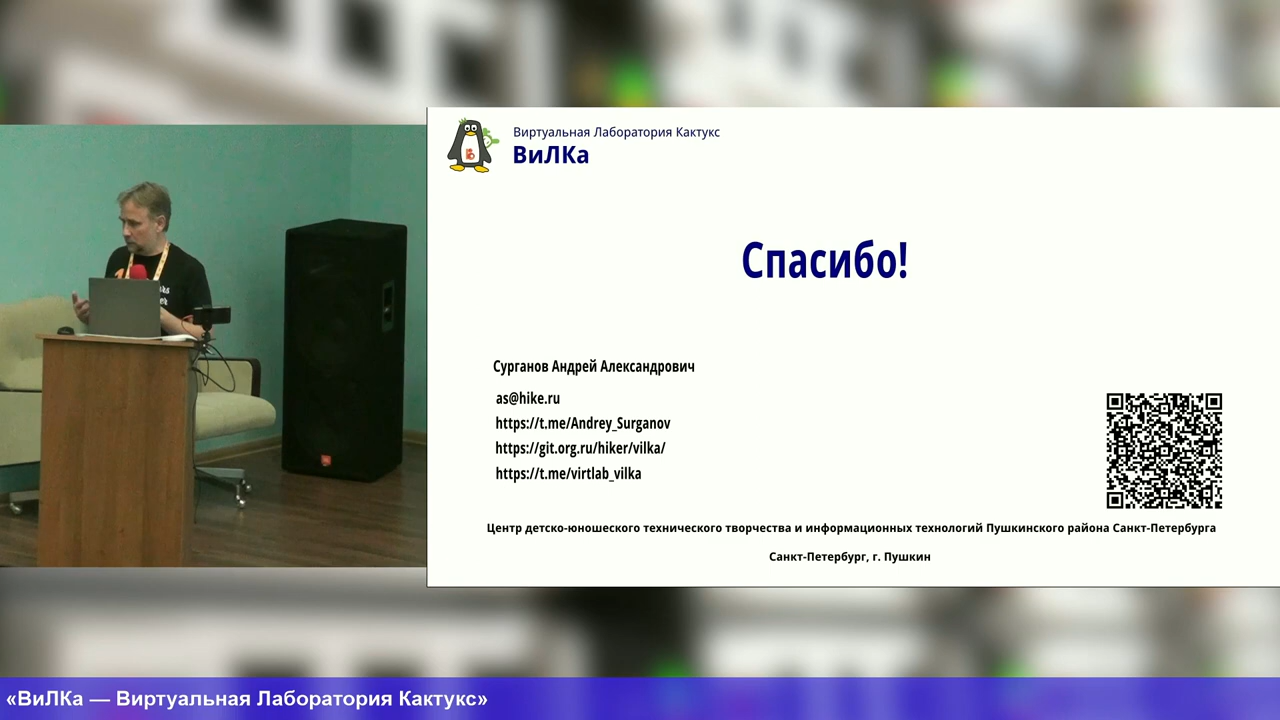 Виртуальная Лаборатория Кактукс
ВиЛКа
Спасибо!
Сурганов Андрей Александрович
as@hike.ru
https://t.me/Andrey_Surganov
https://git.org.ru/hiker/vilka/
https://t.me/virtlab_vilka
Центр детско-юношеского технического творчества и информационных технологий Пушкинского района Санкт-Петербурга
Санкт-Петербург, г. Пушкин
«ВиЛКа — Виртуальная Лаборатория Кактукс»